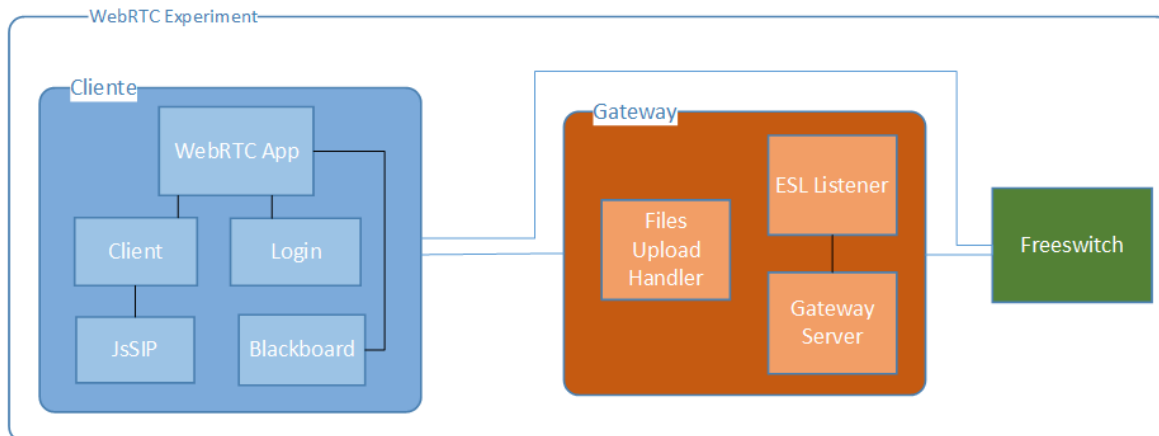 WebRTC Experiment
Cliente
WebRTC App
Client
Login
JsSIP
Blackboard
Gateway
ESL Listener
Files
Upload
Handler
Gateway
Server
Freeswitch